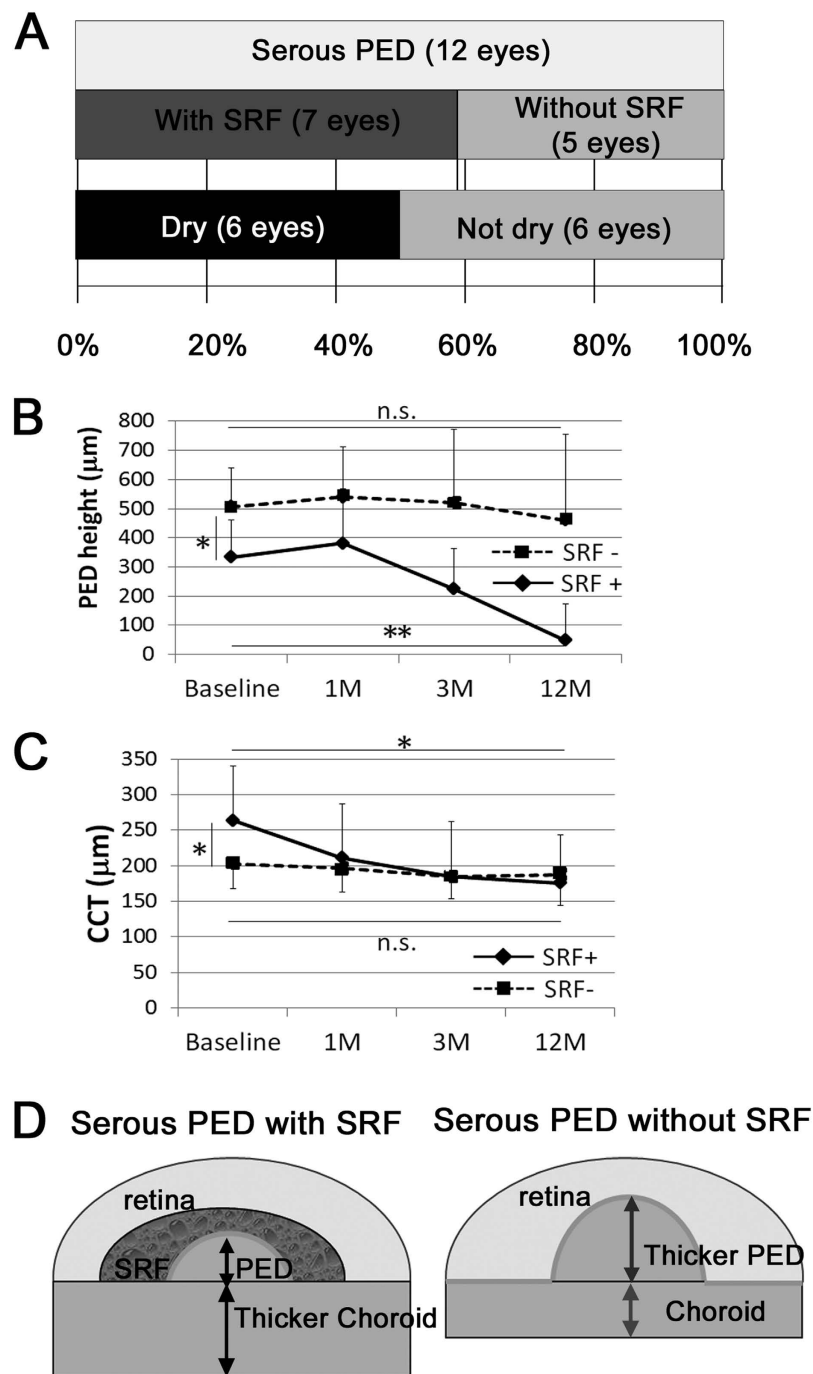 A
Serous PED (12 eyes)
With SRF (7 eyes)
Without SRF
(5 eyes)
Dry (6 eyes)
Not dry (6 eyes)
0%
20%
40%
60%
80%
100%
B
PED height (μm)
800
700
600
500
400
300
200
100
0
n.s.
*
**
SRF -
SRF +
Baseline
1M
3M
12M
C
CCT (μm)
350
300
250
200
150
100
50
0
*
*
n.s.
SRF+
SRF-
Baseline
1M
3M
12M
D
Serous PED with SRF
retina
SRF
PED
Thicker Choroid
Serous PED without SRF
retina
Thicker PED
Choroid